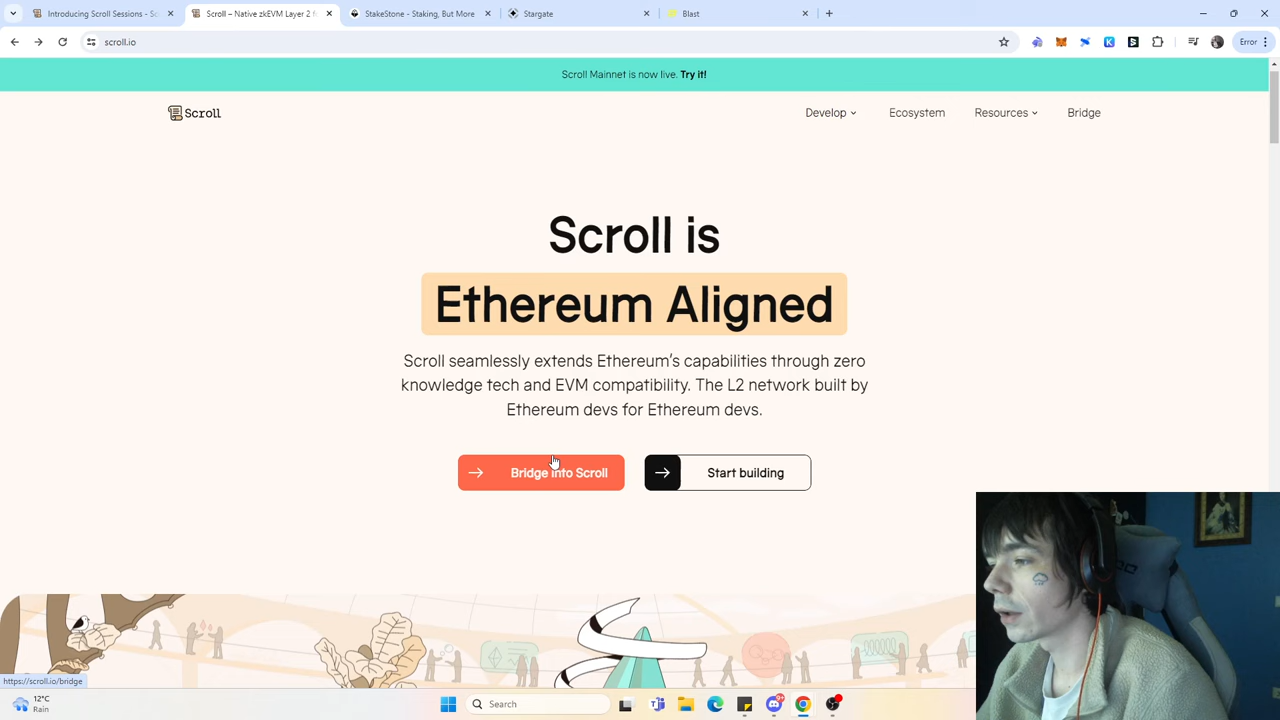 Introducing Scroll Sessions - Sc
Scroll – Native zkEVM Layer 2 f
StakeStone - Staking, But More
Stargate
Blast
scroll.io
Error
Scroll Mainnet is now live. Try it!
Scroll
Develop
Ecosystem
Resources
Bridge
Scroll is
Ethereum Aligned
Scroll seamlessly extends Ethereum's capabilities through zero
knowledge tech and EVM compatibility. The L2 network built by
Ethereum devs for Ethereum devs.
Bridge into Scroll
Start building
https://scroll.io/bridge
12°C
Rain
Search